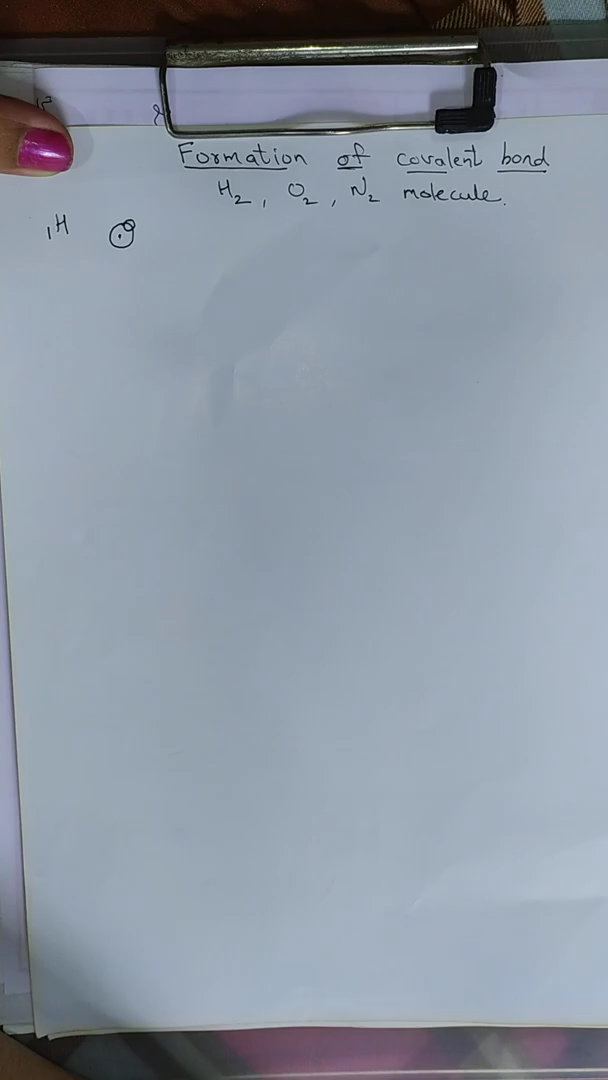 Formation of covalent bond
H₂, O₂, N₂ molecule.
₁H